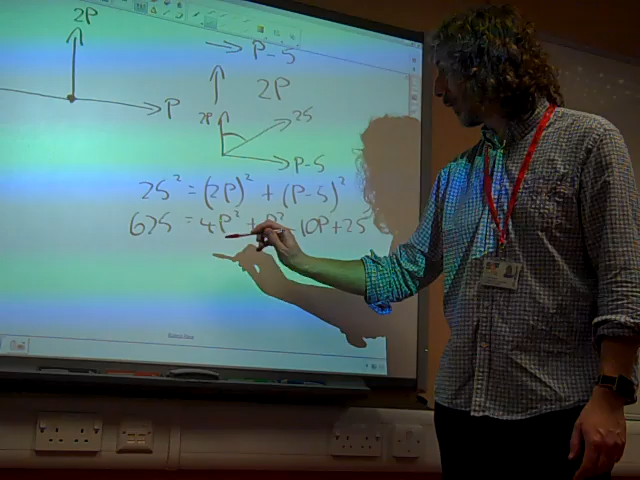 2P
→ P-5
↑ 2P
P
2P
25
P-5
25² = (2P)² + (P-5)²
625 = 4P² + P² - 10P + 25